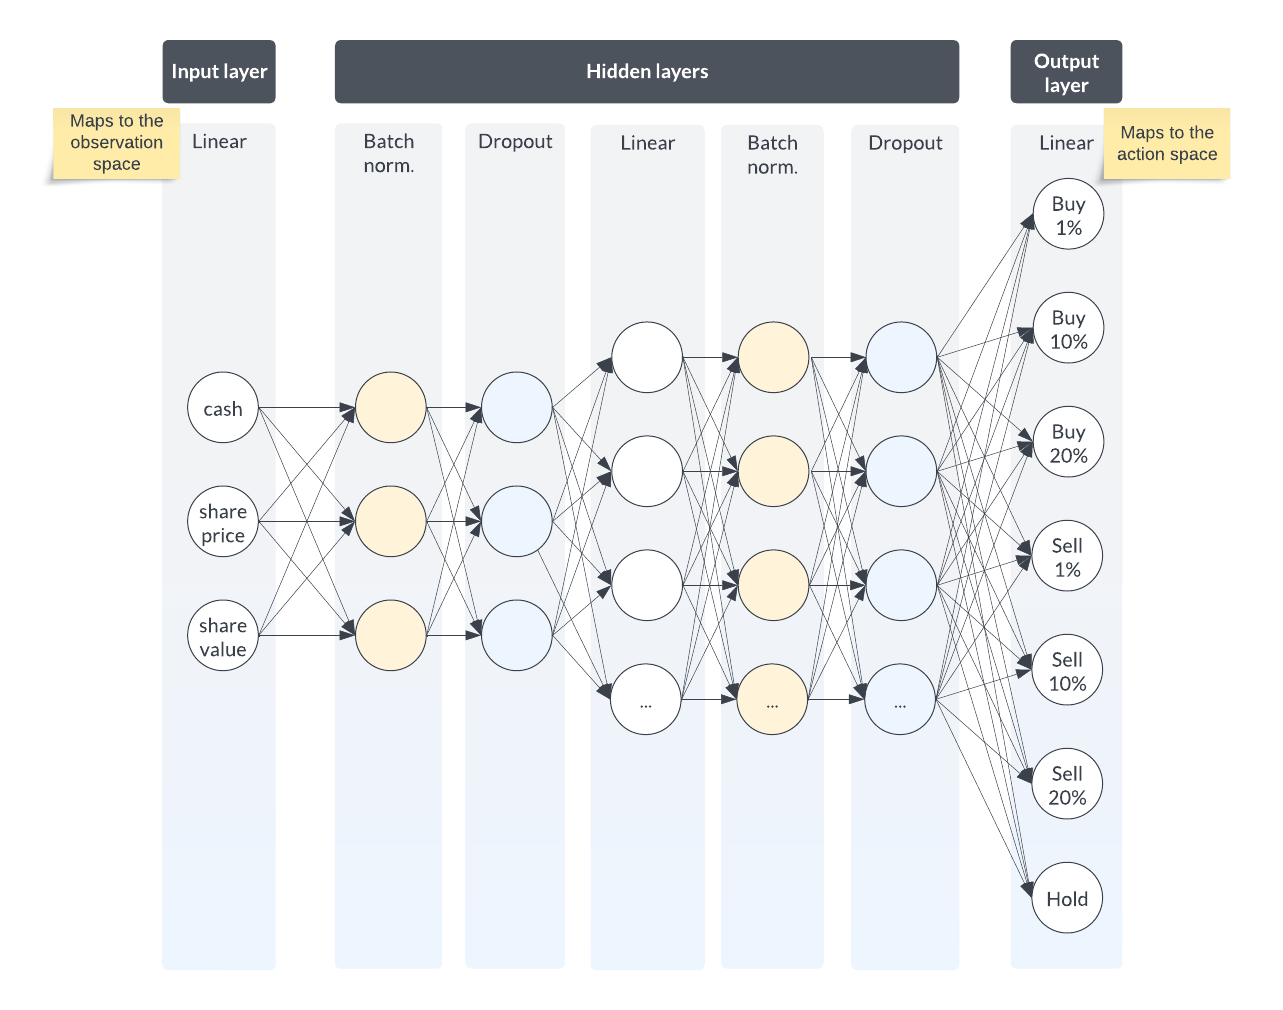 Input layer
Hidden layers
Output
layer
Maps to the
observation
space
Linear
Batch
norm.
Dropout
Linear
Batch
norm.
Dropout
Linear
Maps to the
action space
cash
share
price
share
value
...
...
...
Buy
1%
Buy
10%
Buy
20%
Sell
1%
Sell
10%
Sell
20%
Hold